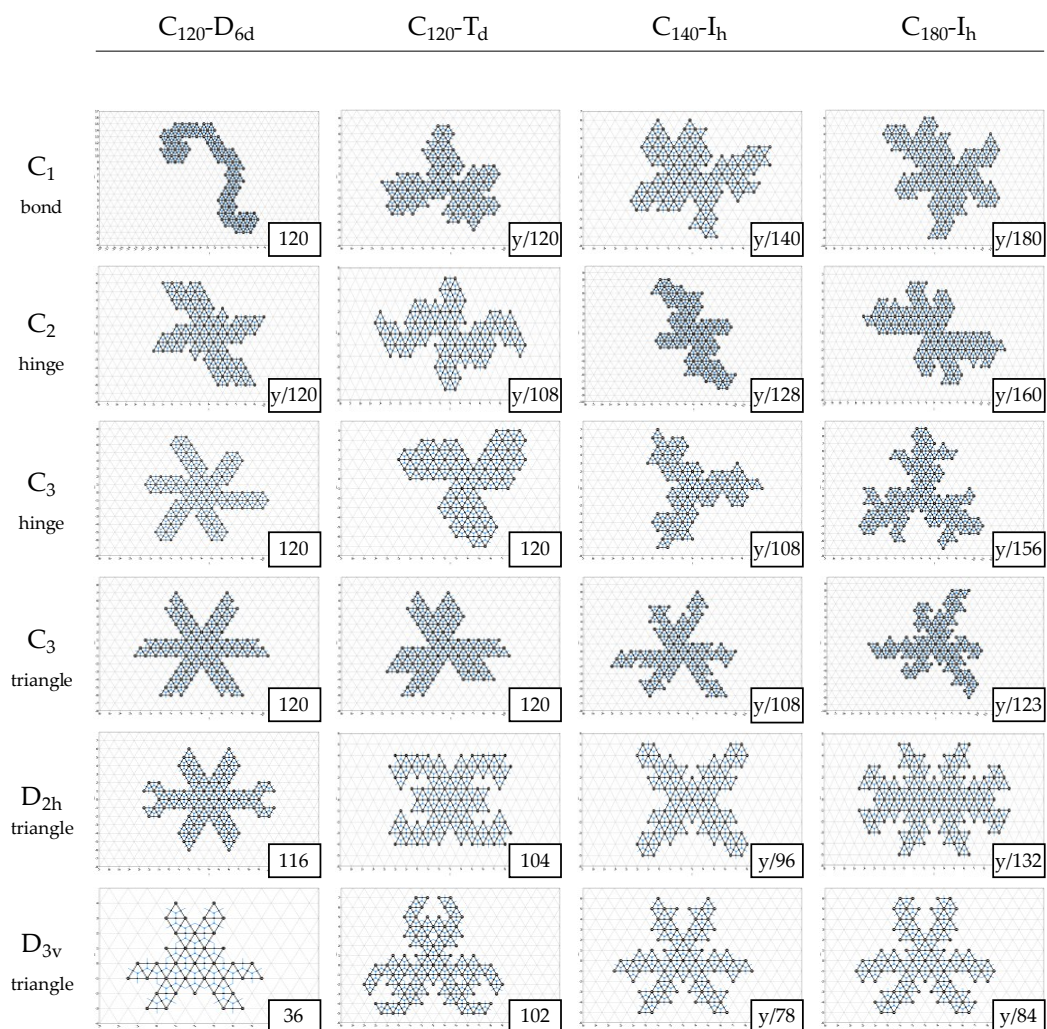 C₁₂₀-D₆d C₁₂₀-Td C₁₄₀-Ih C₁₈₀-Ih
C₁
bond
120 y/120 y/140 y/180
C₂
hinge
y/120 y/108 y/128 y/160
C₃
hinge
120 120 y/108 y/156
C₃
triangle
120 120 y/108 y/123
D₂h
triangle
116 104 y/96 y/132
D₃v
triangle
36 102 y/78 y/84